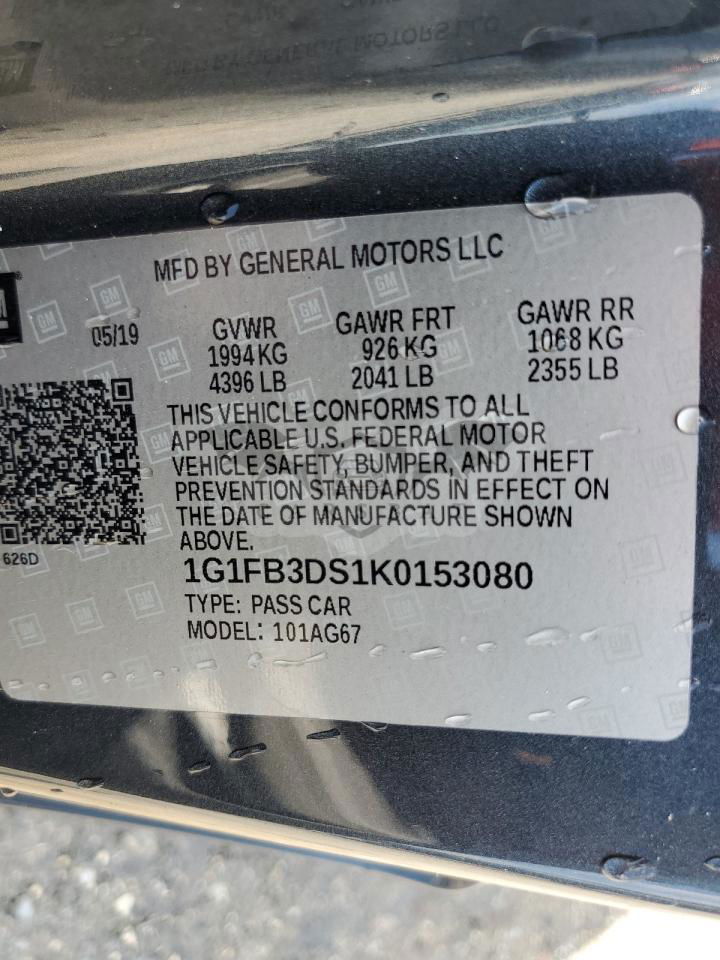 MFD BY GENERAL MOTORS LLC
GM
05/19
GVWR GAWR FRT GAWR RR
1994 KG 926 KG 1068 KG
4396 LB 2041 LB 2355 LB
THIS VEHICLE CONFORMS TO ALL
APPLICABLE U.S. FEDERAL MOTOR
VEHICLE SAFETY, BUMPER, AND THEFT
PREVENTION STANDARDS IN EFFECT ON
THE DATE OF MANUFACTURE SHOWN
ABOVE.
626D
1G1FB3DS1K0153080
TYPE: PASS CAR
MODEL: 101AG67